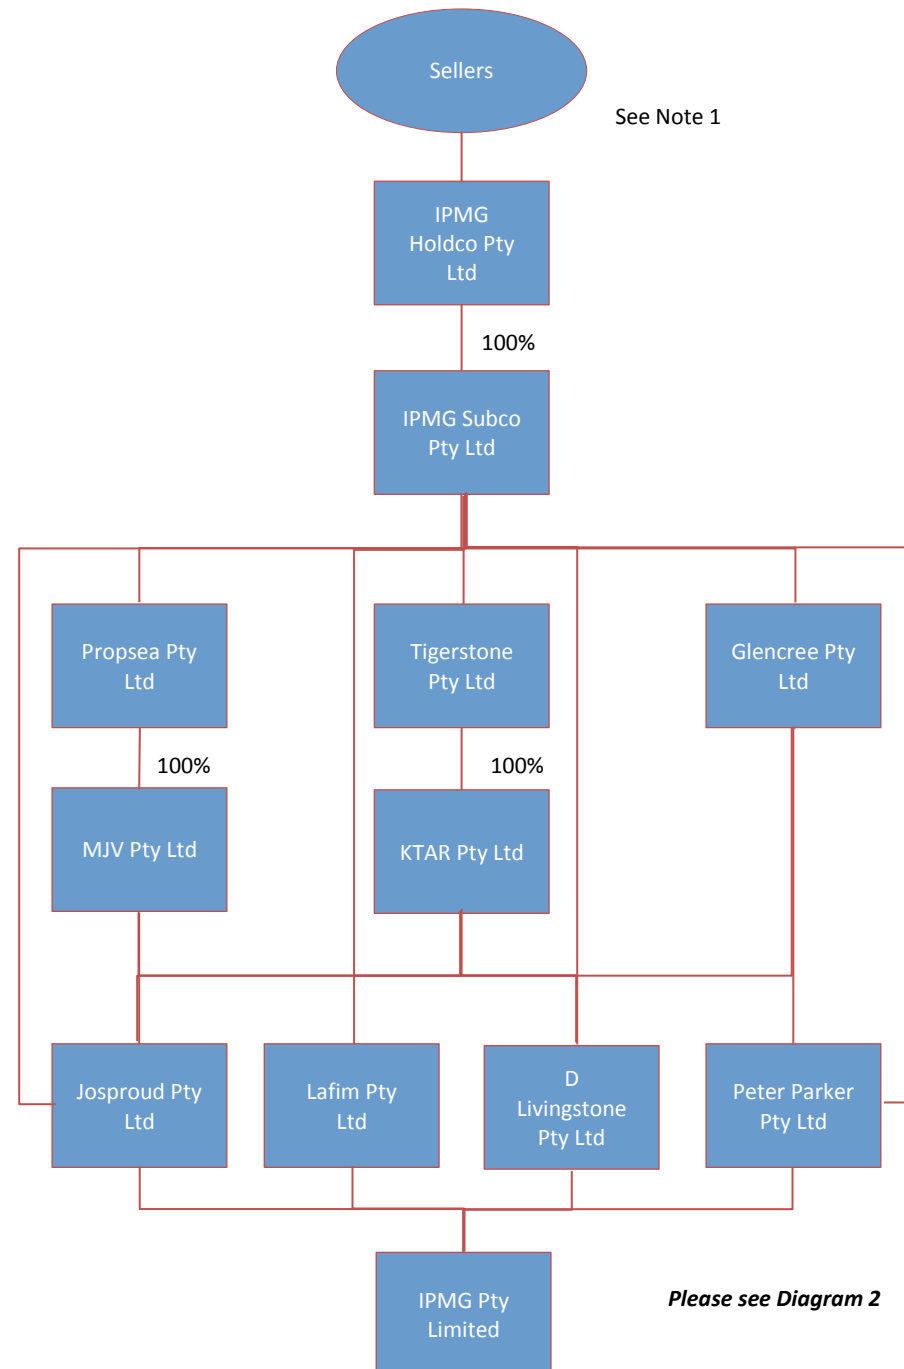 Sellers
See Note 1
IPMG
Holdco Pty
Ltd
100%
IPMG Subco
Pty Ltd
Propsea Pty
Ltd
Tigerstone
Pty Ltd
Glencree Pty
Ltd
100%
100%
MJV Pty Ltd
KTAR Pty Ltd
Josproud Pty
Ltd
Lafim Pty
Ltd
D
Livingstone
Pty Ltd
Peter Parker
Pty Ltd
IPMG Pty
Limited
Please see Diagram 2